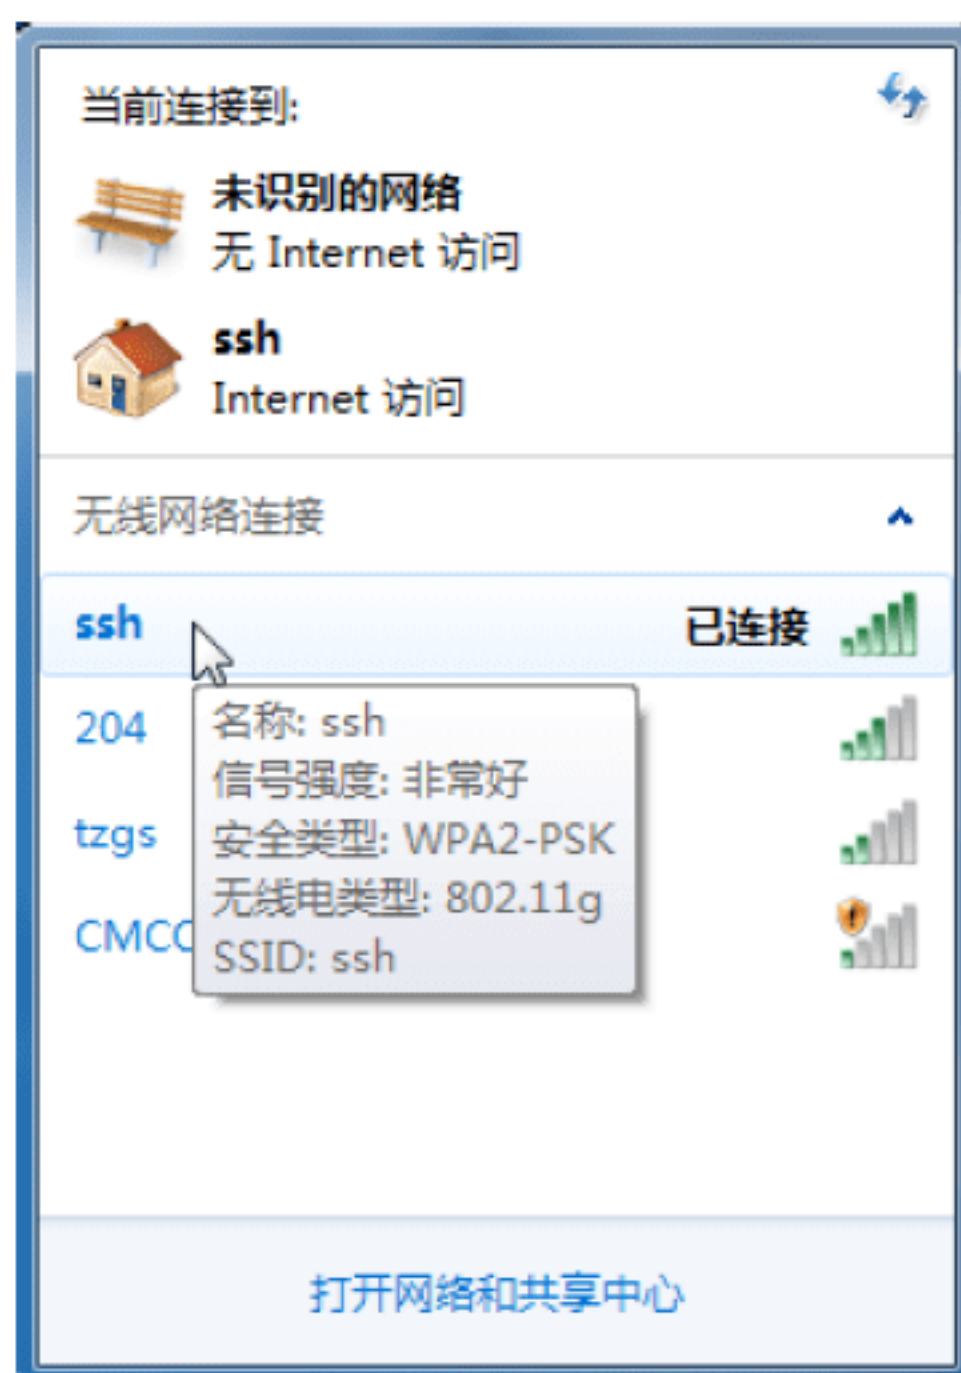 当前连接到:
未识别的网络
无 Internet 访问
ssh
Internet 访问
无线网络连接
ssh 已连接
204
tzgs
名称: ssh
信号强度: 非常好
安全类型: WPA2-PSK
无线电类型: 802.11g
SSID: ssh
打开网络和共享中心